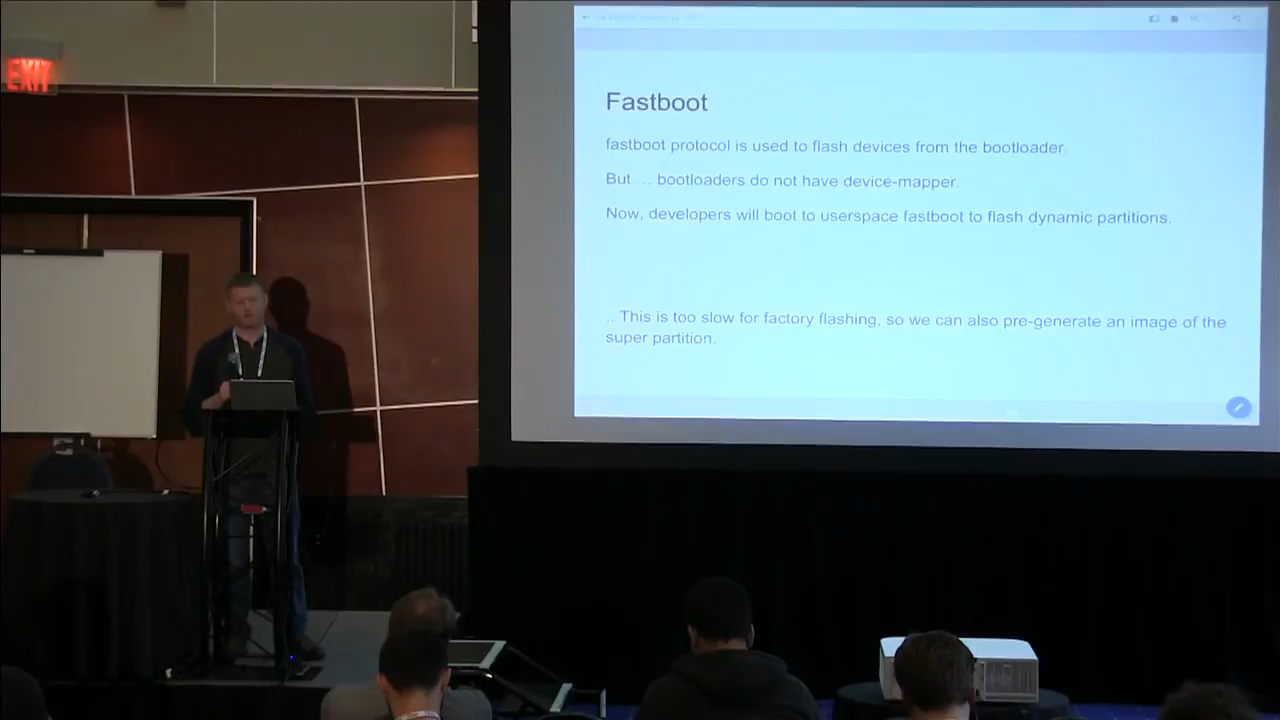 EXIT
Fastboot
fastboot protocol is used to flash devices from the bootloader.
But ... bootloaders do not have device-mapper.
Now, developers will boot to userspace fastboot to flash dynamic partitions.
.. This is too slow for factory flashing, so we can also pre-generate an image of the
super partition.